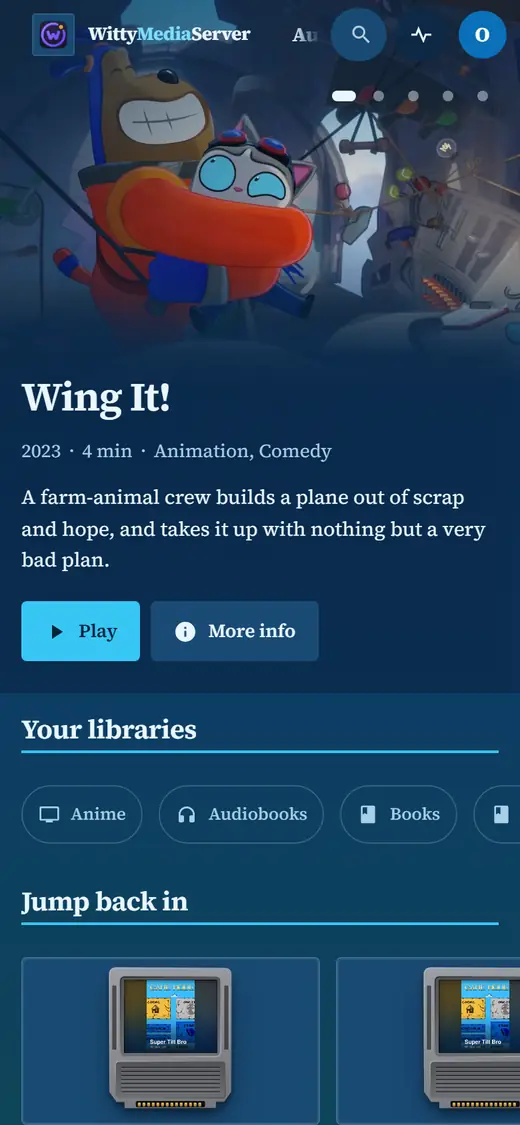 WittyMediaServer
Au
O
Wing It!
2023 · 4 min · Animation, Comedy
A farm-animal crew builds a plane out of scrap
and hope, and takes it up with nothing but a very
bad plan.
Play
More info
Your libraries
Anime
Audiobooks
Books
Jump back in
Super Tilt Bro
Super Tilt Bro